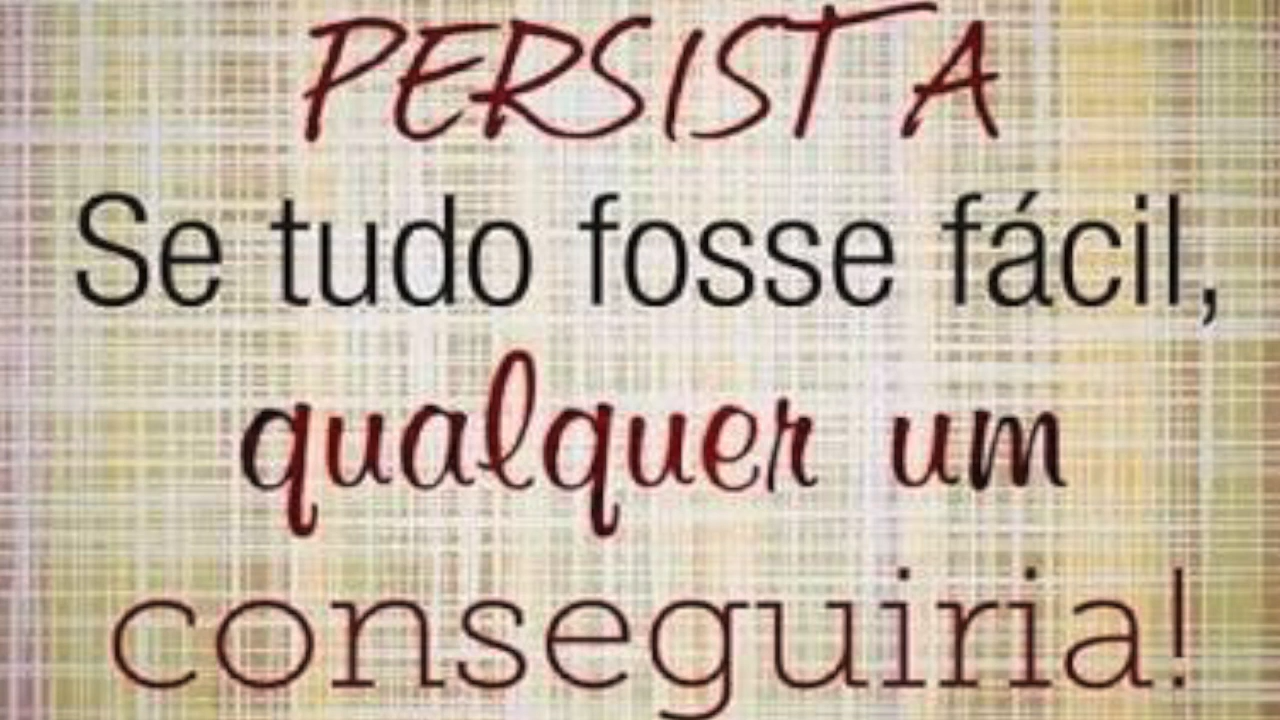 PERSISTA
Se tudo fosse fácil,
qualquer um
conseguiria!